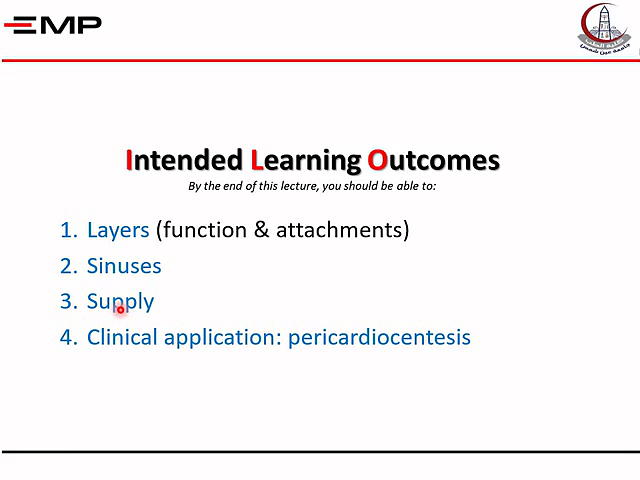 EMP
Intended Learning Outcomes
By the end of this lecture, you should be able to:
1. Layers (function & attachments)
2. Sinuses
3. Supply
4. Clinical application: pericardiocentesis